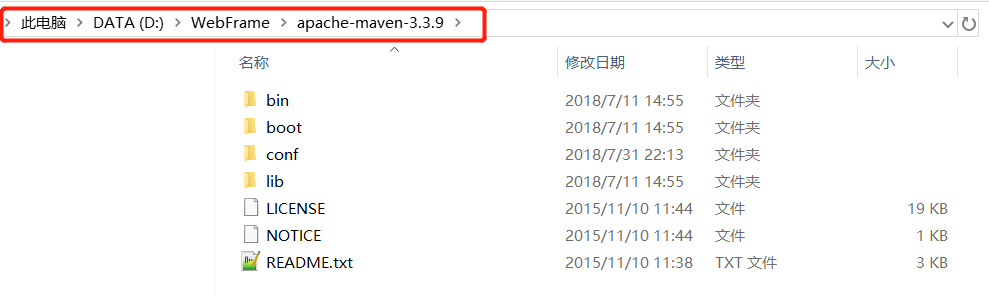 此电脑 > DATA (D:) > WebFrame > apache-maven-3.3.9 >
名称 修改日期 类型 大小
bin 2018/7/11 14:55 文件夹
boot 2018/7/11 14:55 文件夹
conf 2018/7/31 22:13 文件夹
lib 2018/7/11 14:55 文件夹
LICENSE 2015/11/10 11:44 文件 19 KB
NOTICE 2015/11/10 11:44 文件 1 KB
README.txt 2015/11/10 11:38 TXT 文件 3 KB